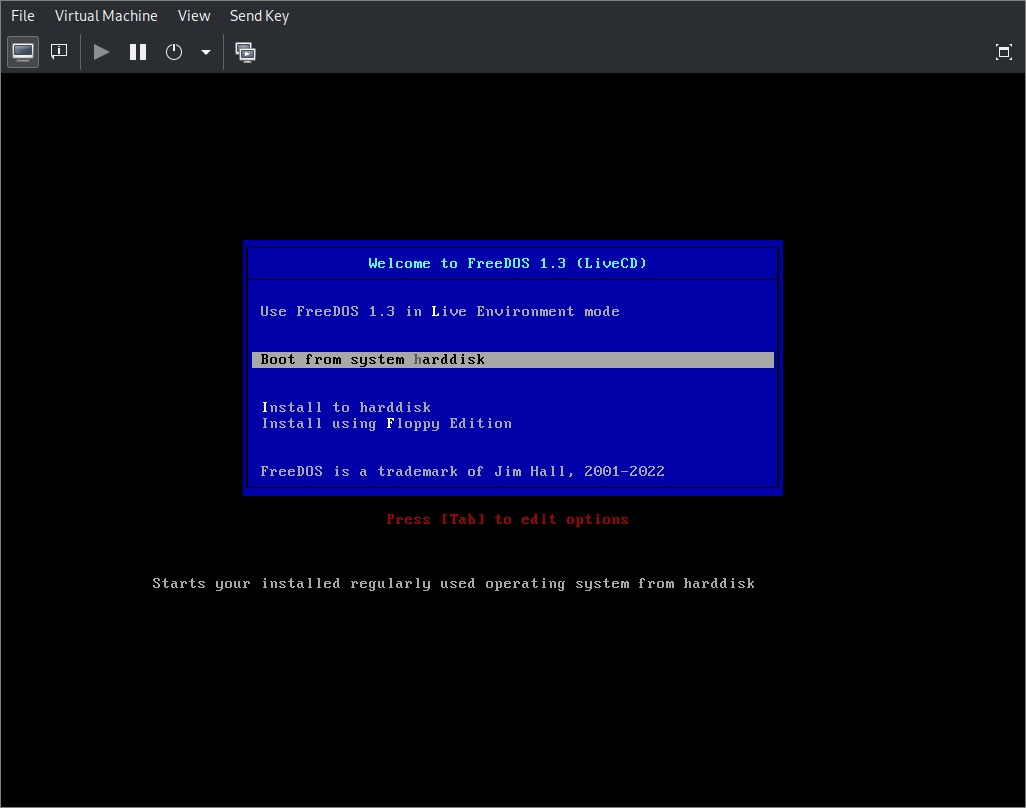 File Virtual Machine View Send Key
Welcome to FreeDOS 1.3 (LiveCD)
Use FreeDOS 1.3 in Live Environment mode
Boot from system harddisk
Install to harddisk
Install using Floppy Edition
FreeDOS is a trademark of Jim Hall, 2001-2022
Press [Tab] to edit options
Starts your installed regularly used operating system from harddisk